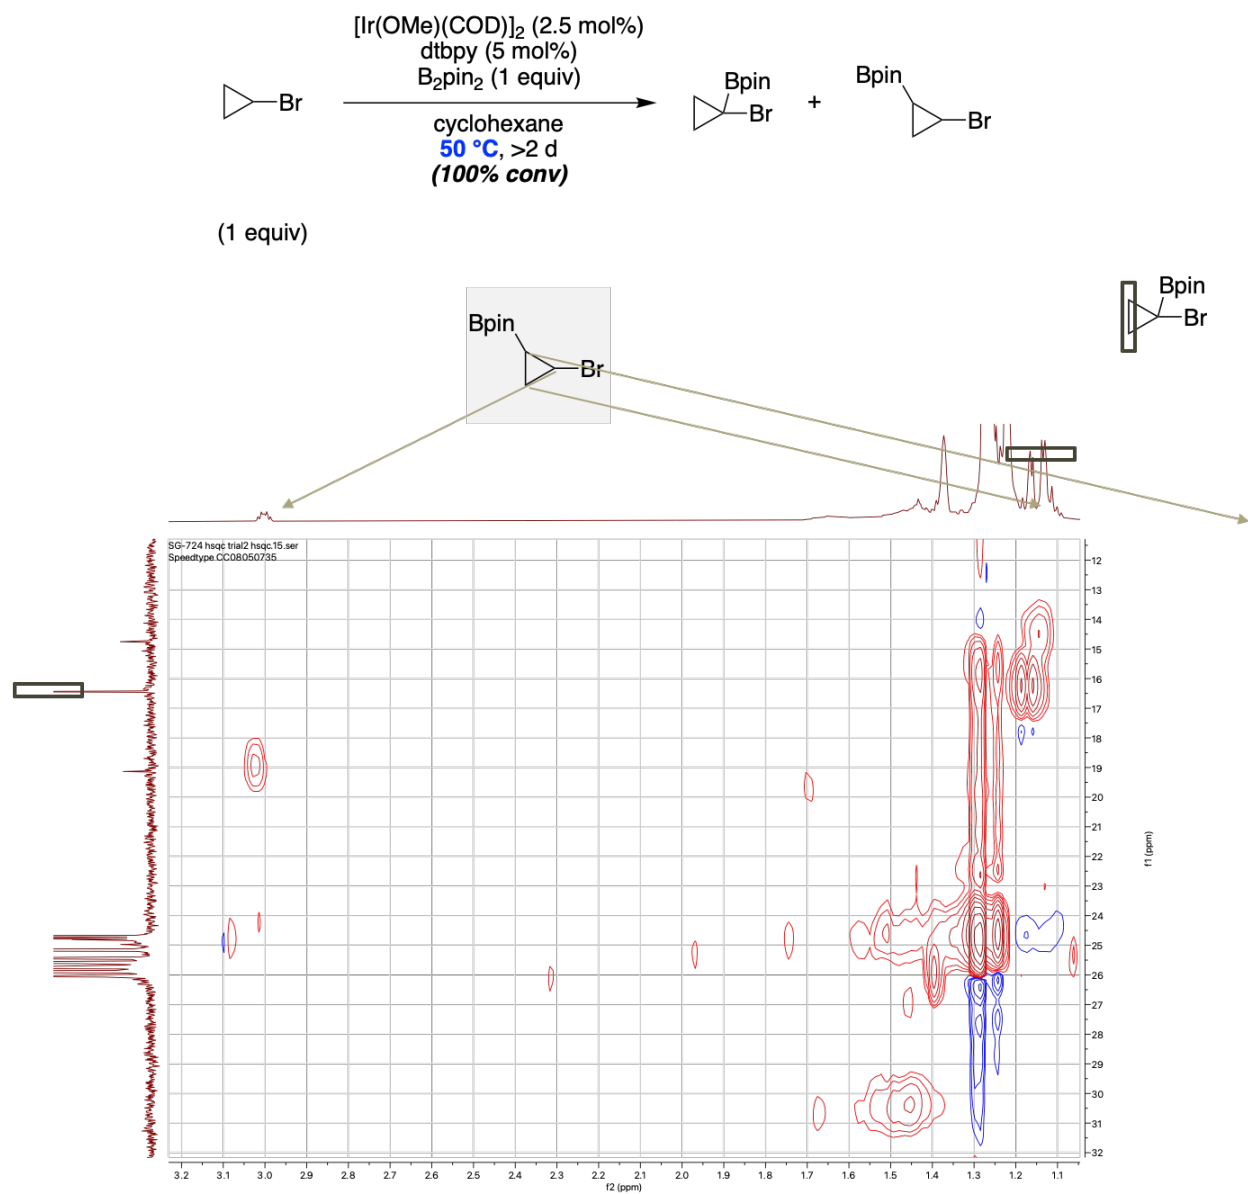 [Ir(OMe)(COD)]2 (2.5 mol%)
dtbpy (5 mol%)
B2pin2 (1 equiv)
Br
cyclohexane
50 °C, >2 d
(100% conv)
Bpin
Br
+
Bpin
Br
(1 equiv)
Bpin
Br
Bpin
Br
SG-724 hsqc trial2 hsqc.15.ser
Speedtype CC08050735
12
13
14
15
16
17
18
19
20
21
22
23
24
25
26
27
28
29
30
31
32
f1 (ppm)
3.2 3.1 3.0 2.9 2.8 2.7 2.6 2.5 2.4 2.3 2.2 2.1 2.0 1.9 1.8 1.7 1.6 1.5 1.4 1.3 1.2 1.1
f2 (ppm)